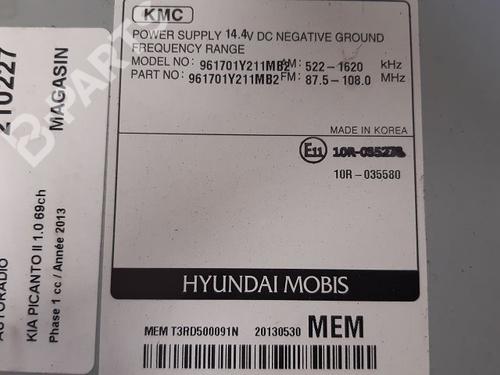 KMC
POWER SUPPLY 14.4V DC NEGATIVE GROUND
FREQUENCY RANGE
MODEL NO: 961701Y211MB2 AM: 522-1620 kHz
PART NO: 961701Y211MB2 FM: 87.5-108.0 MHz
MADE IN KOREA
E11 10R-035278
10R-035580
HYUNDAI MOBIS
MEM T3RD500091N 20130530 MEM
210227
MAGASIN
AUTORADIO
KIA PICANTO II 1.0 69ch
Phase 1 cc / Année 2013
B-PARTS